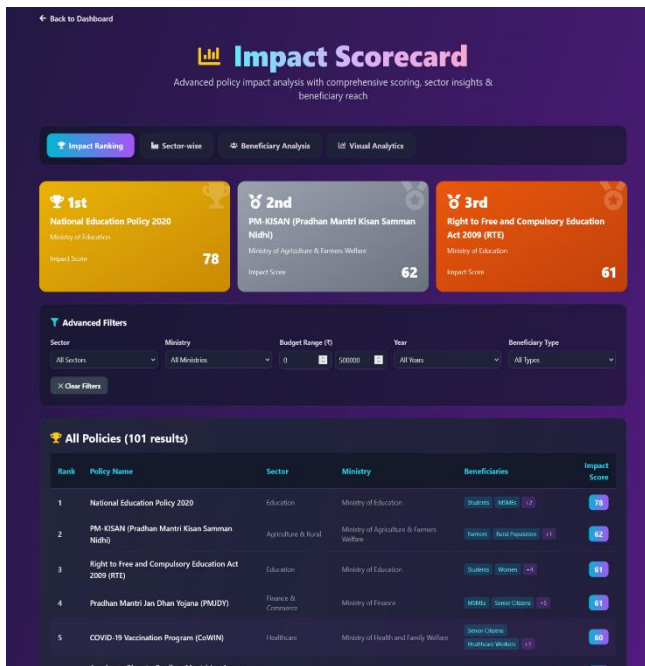 ← Back to Dashboard
Impact Scorecard
Advanced policy impact analysis with comprehensive scoring, sector insights &
beneficiary reach
Impact Ranking
Sector-wise
Beneficiary Analysis
Visual Analytics
1st
National Education Policy 2020
Ministry of Education
Impact Score
78
2nd
PM-KISAN (Pradhan Mantri Kisan Samman
Nidhi)
Ministry of Agriculture & Farmers Welfare
Impact Score
62
3rd
Right to Free and Compulsory Education
Act 2009 (RTE)
Ministry of Education
Impact Score
61
Advanced Filters
Sector Ministry Budget Range (₹) Year Beneficiary Type
All Sectors All Ministries 0 500000 All Years All Types
× Clear Filters
All Policies (101 results)
Rank Policy Name Sector Ministry Beneficiaries Impact
Score
1 National Education Policy 2020 Education Ministry of Education Students MSMEs +2 78
2 PM-KISAN (Pradhan Mantri Kisan Samman
Nidhi) Agriculture & Rural Ministry of Agriculture & Farmers
Welfare Farmers Rural Population +1 62
3 Right to Free and Compulsory Education Act
2009 (RTE) Education Ministry of Education Students Women +4 61
4 Pradhan Mantri Jan Dhan Yojana (PMJDY) Finance &
Commerce Ministry of Finance MSMEs Senior Citizens +5 61
5 COVID-19 Vaccination Program (CoWIN) Healthcare Ministry of Health and Family Welfare Senior Citizens
Healthcare Workers +1 60